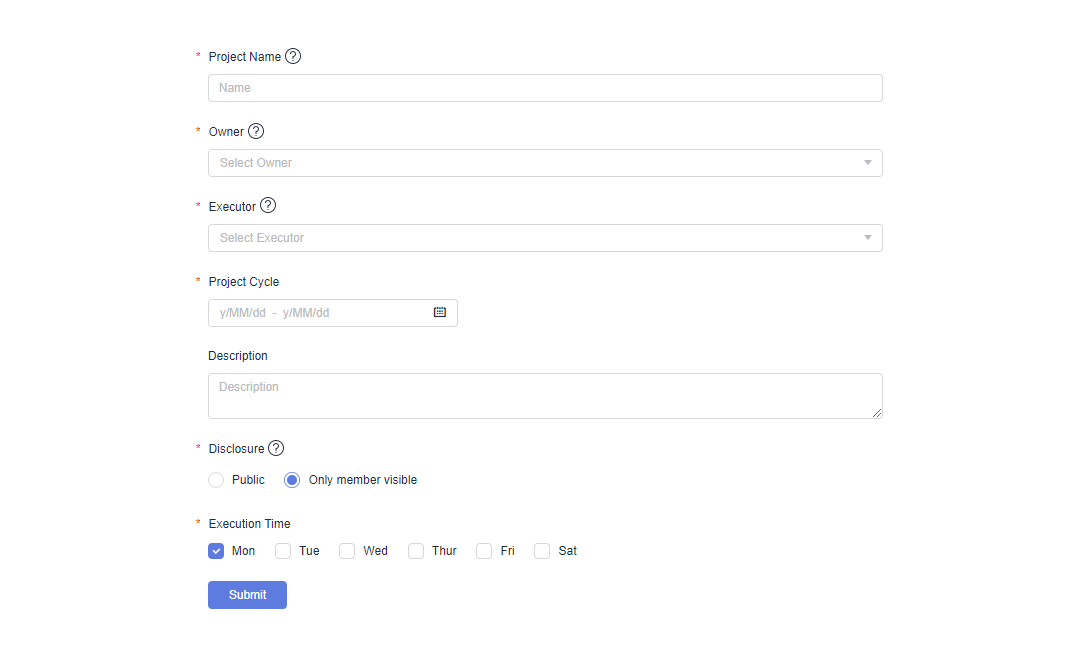 * Project Name ?
Name
* Owner ?
Select Owner
* Executor ?
Select Executor
* Project Cycle
y/MM/dd - y/MM/dd
Description
Description
* Disclosure ?
Public Only member visible
* Execution Time
Mon Tue Wed Thur Fri Sat
Submit